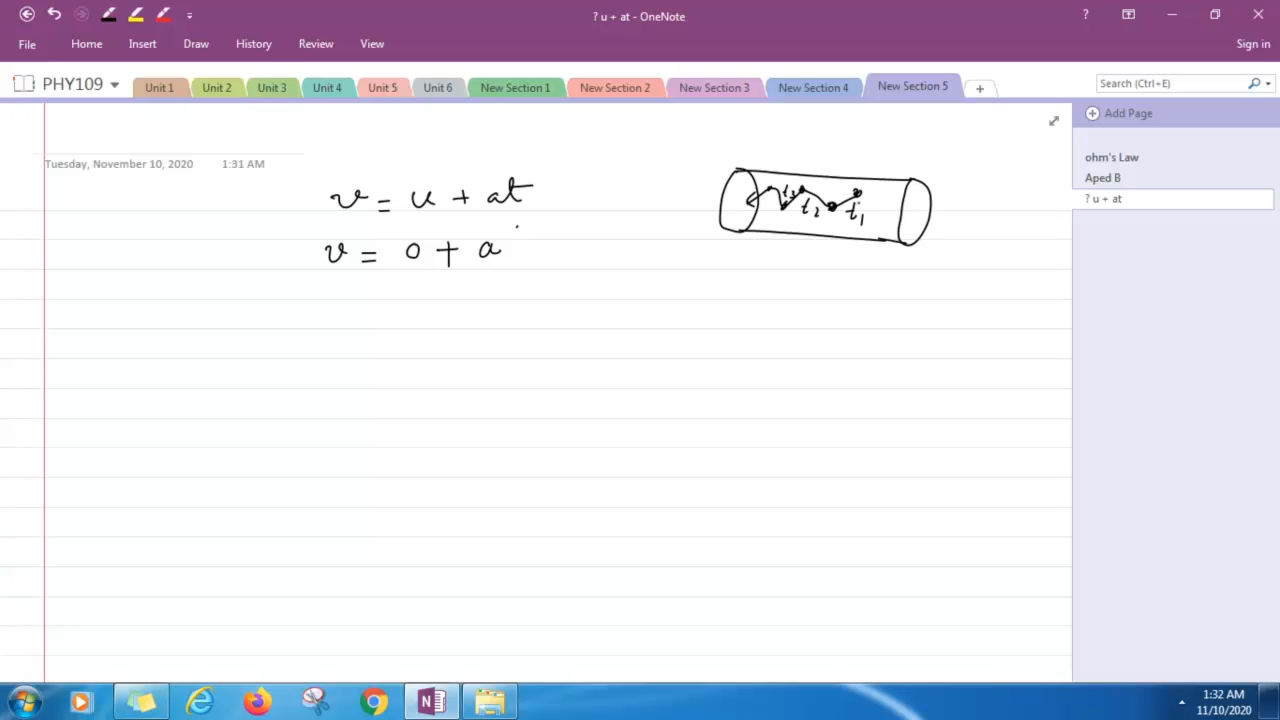 ? u + at - OneNote
?
File Home Insert Draw History Review View Sign in
PHY109 Unit 1 Unit 2 Unit 3 Unit 4 Unit 5 Unit 6 New Section 1 New Section 2 New Section 3 New Section 4 New Section 5 + Search (Ctrl+E)
Add Page
Tuesday, November 10, 2020 1:31 AM
ohm's Law
Aped B
? u + at
v = u + at
t3 t2 t1
v = 0 + a
1:32 AM
11/10/2020